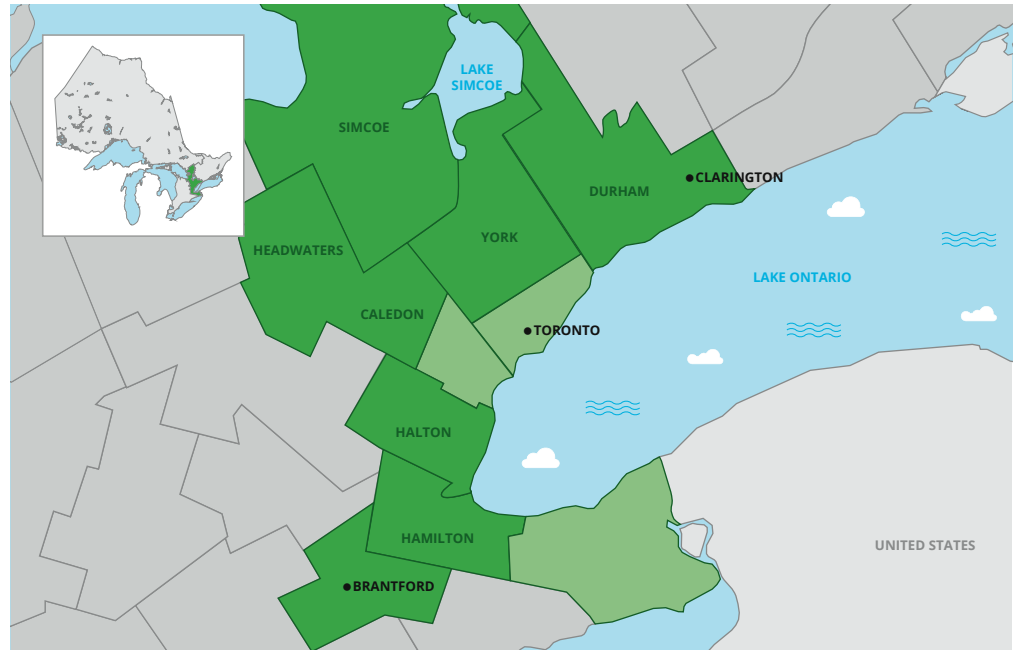 LAKE
SIMCOE
SIMCOE
CLARINGTON
DURHAM
YORK
HEADWATERS
LAKE ONTARIO
CALEDON
TORONTO
HALTON
HAMILTON
UNITED STATES
BRANTFORD